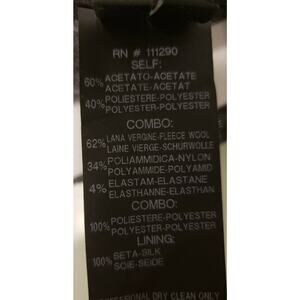 RN # 111290
SELF:
60% ACETATO-ACETATE
ACETATE-ACETAT
40% POLIESTERE-POLYESTER
POLYESTER-POLYESTER
COMBO:
62% LANA VERGINE-FLEECE WOOL
LAINE VIERGE-SCHURWOLLE
34% POLIAMMIDICA-NYLON
POLYAMMIDE-POLYAMID
4% ELASTAM-ELASTANE
ELASTHANNE-ELASTHAN
COMBO:
100% POLIESTERE-POLYESTER
POLYESTER-POLYESTER
LINING:
100% SETA-SILK
SOIE-SEIDE
PROFESSIONAL DRY CLEAN ONLY